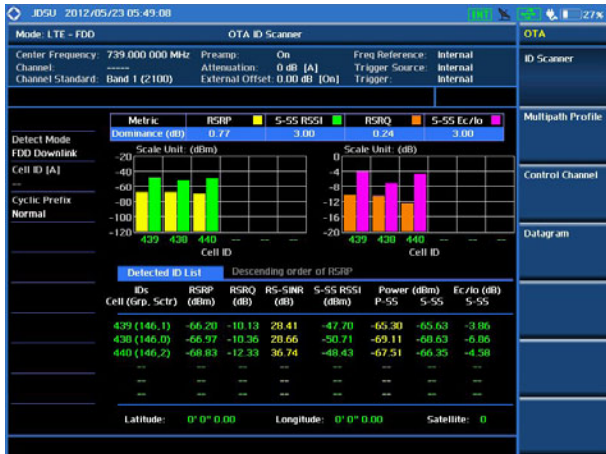 JDSU 2012/05/23 05:49:08 INT 27%
Mode: LTE - FDD OTA ID Scanner OTA
Center Frequency: 739.000 000 MHz Preamp: On Freq Reference: Internal
Channel: ----- Attenuation: 0 dB [A] Trigger Source: Internal
Channel Standard: Band 1 (2100) External Offset: 0.00 dB [On] Trigger: Internal
ID Scanner
Multipath Profile
Control Channel
Datagram
Detect Mode
FDD Downlink
Cell ID [A]
--
Cyclic Prefix
Normal
Metric RSRP S-SS RSSI RSRQ S-SS Ec/Io
Dominance (dB) 0.77 3.00 0.24 3.00
Scale Unit: (dBm) Scale Unit: (dB)
-20 0
-40 -4
-60 -8
-80 -12
-100 -16
-120 -20
439 438 440 -- -- -- 439 438 440 -- -- --
Cell ID Cell ID
Detected ID List Descending order of RSRP
IDs RSRP RSRQ RS-SINR S-SS RSSI Power (dBm) Ec/Io (dB)
Cell (Grp, Sctr) (dBm) (dB) (dB) (dBm) P-SS S-SS S-SS
439 (146,1) -66.20 -10.13 28.41 -47.70 -65.30 -65.63 -3.86
438 (146,0) -66.97 -10.36 28.66 -50.71 -69.11 -68.63 -6.86
440 (146,2) -68.83 -12.33 36.74 -48.43 -67.51 -66.35 -4.58
-- -- -- -- -- -- -- --
-- -- -- -- -- -- -- --
-- -- -- -- -- -- -- --
Latitude: 0' 0" 0.00 Longitude: 0' 0" 0.00 Satellite: 0